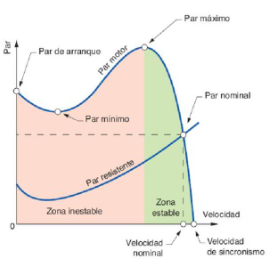 Par máximo
Par
Par de arranque
Par motor
Par nominal
Par mínimo
Par resistente
Zona inestable
Zona
estable
Velocidad
0
Velocidad
nominal
Velocidad
de sincronismo